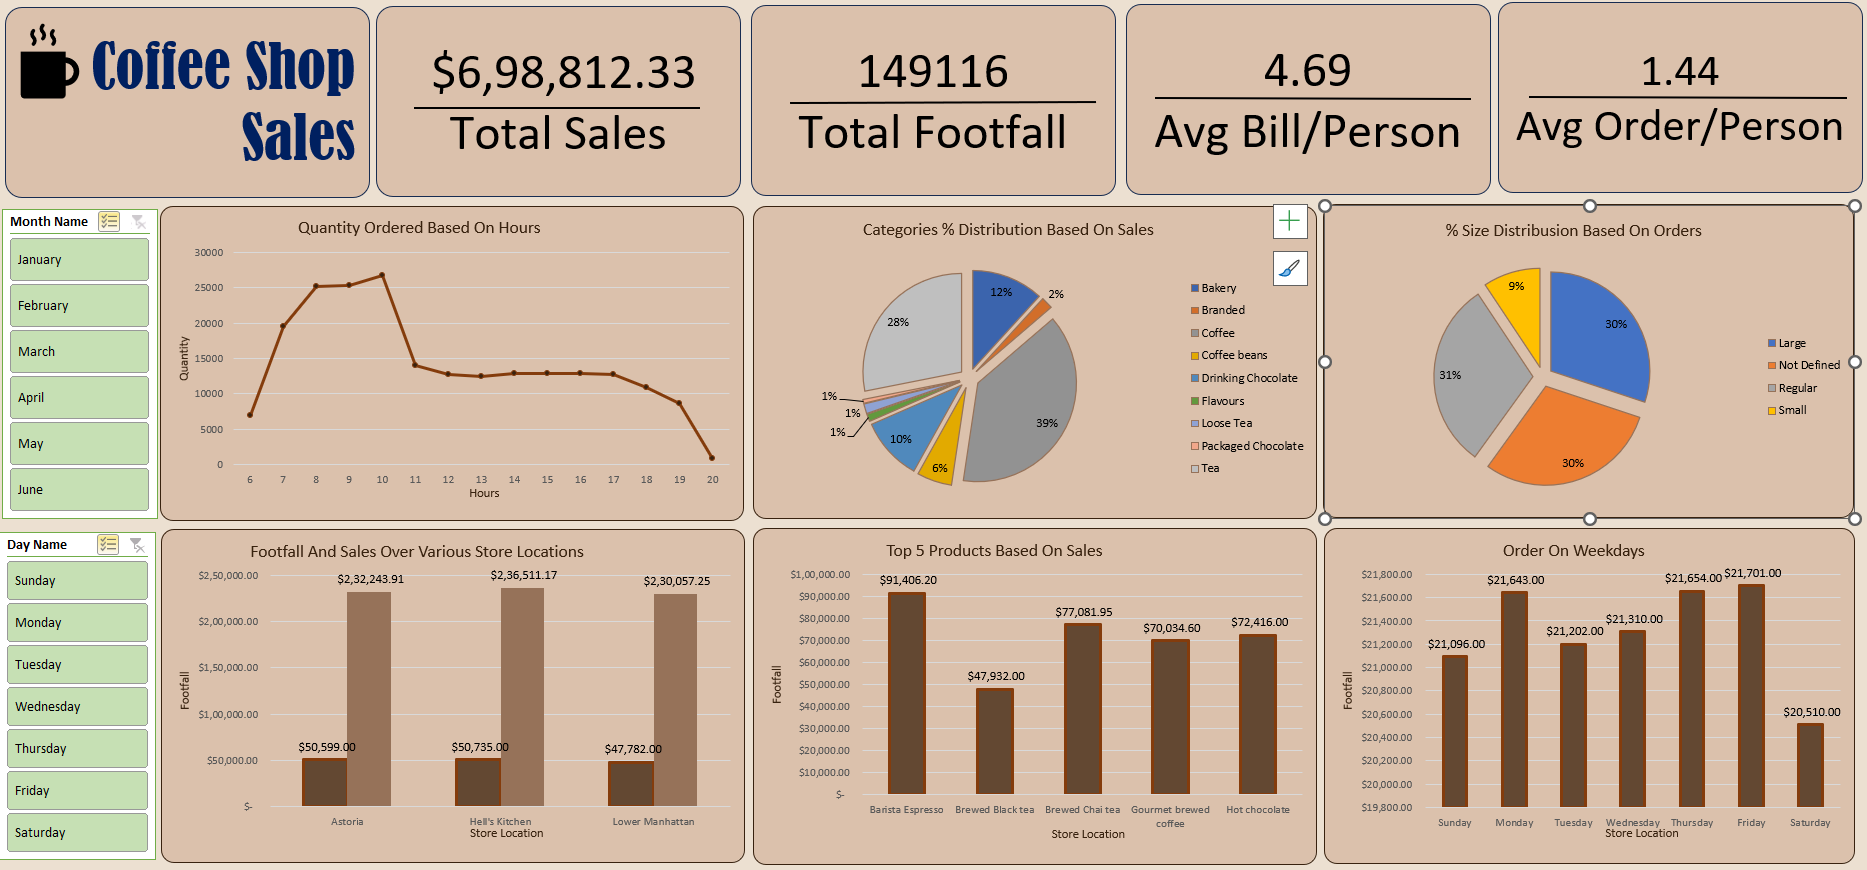 Coffee Shop
Sales
$6,98,812.33
Total Sales
149116
Total Footfall
4.69
Avg Bill/Person
1.44
Avg Order/Person
Month Name
January
February
March
April
May
June
Quantity Ordered Based On Hours
30000
25000
20000
15000
10000
5000
0
Quantity
6 7 8 9 10 11 12 13 14 15 16 17 18 19 20
Hours
Categories % Distribution Based On Sales
12%
2%
28%
39%
1%
1%
1%
10%
6%
Bakery
Branded
Coffee
Coffee beans
Drinking Chocolate
Flavours
Loose Tea
Packaged Chocolate
Tea
% Size Distribusion Based On Orders
9%
30%
31%
30%
Large
Not Defined
Regular
Small
Day Name
Sunday
Monday
Tuesday
Wednesday
Thursday
Friday
Saturday
Footfall And Sales Over Various Store Locations
$2,50,000.00
$2,00,000.00
$1,50,000.00
$1,00,000.00
$50,000.00
$-
Footfall
$2,32,243.91
$2,36,511.17
$2,30,057.25
$50,599.00
$50,735.00
$47,782.00
Astoria Hell's Kitchen Lower Manhattan
Store Location
Top 5 Products Based On Sales
$1,00,000.00
$90,000.00
$80,000.00
$70,000.00
$60,000.00
$50,000.00
$40,000.00
$30,000.00
$20,000.00
$10,000.00
$-
Footfall
$91,406.20
$47,932.00
$77,081.95
$70,034.60
$72,416.00
Barista Espresso Brewed Black tea Brewed Chai tea Gourmet brewed coffee Hot chocolate
Store Location
Order On Weekdays
$21,800.00
$21,600.00
$21,400.00
$21,200.00
$21,000.00
$20,800.00
$20,600.00
$20,400.00
$20,200.00
$20,000.00
$19,800.00
Footfall
$21,096.00
$21,643.00
$21,202.00
$21,310.00
$21,654.00
$21,701.00
$20,510.00
Sunday Monday Tuesday Wednesday Thursday Friday Saturday
Store Location